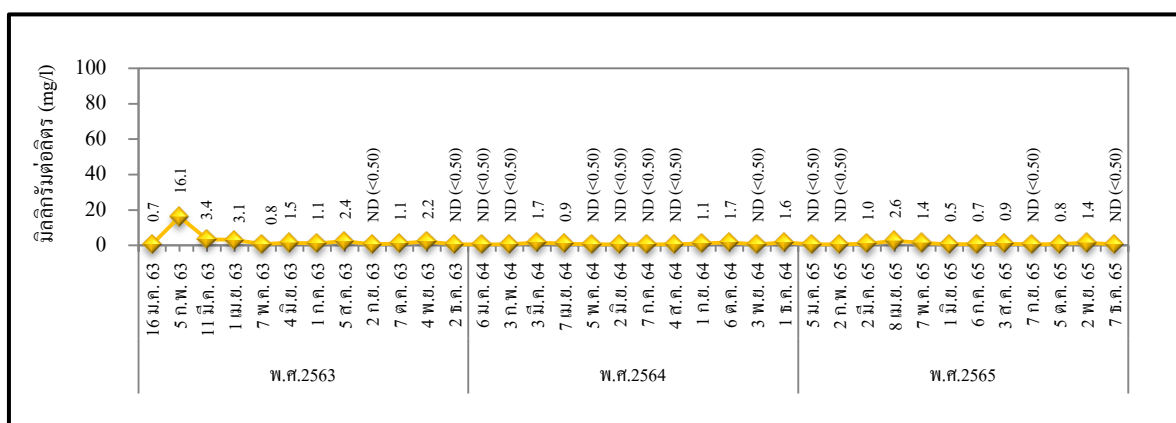 มิลลิกรัมต่อลิตร (mg/l)
100
80
60
40
20
0
0.7
16.1
3.4
3.1
0.8
1.5
1.1
2.4
ND (<0.50)
1.1
2.2
ND (<0.50)
ND (<0.50)
ND (<0.50)
1.7
0.9
ND (<0.50)
ND (<0.50)
ND (<0.50)
ND (<0.50)
1.1
1.7
ND (<0.50)
1.6
ND (<0.50)
ND (<0.50)
1.0
2.6
1.4
0.5
0.7
0.9
ND (<0.50)
0.8
1.4
ND (<0.50)
16 ม.ค. 63
5 ก.พ. 63
11 มี.ค. 63
1 เม.ย. 63
7 พ.ค. 63
4 มิ.ย. 63
1 ก.ค. 63
5 ส.ค. 63
2 ก.ย. 63
7 ต.ค. 63
4 พ.ย. 63
2 ธ.ค. 63
6 ม.ค. 64
3 ก.พ. 64
3 มี.ค. 64
7 เม.ย. 64
5 พ.ค. 64
2 มิ.ย. 64
7 ก.ค. 64
4 ส.ค. 64
1 ก.ย. 64
6 ต.ค. 64
3 พ.ย. 64
1 ธ.ค. 64
5 ม.ค. 65
2 ก.พ. 65
2 มี.ค. 65
8 เม.ย. 65
7 พ.ค. 65
1 มิ.ย. 65
6 ก.ค. 65
3 ส.ค. 65
7 ก.ย. 65
5 ต.ค. 65
2 พ.ย. 65
7 ธ.ค. 65
พ.ศ.2563
พ.ศ.2564
พ.ศ.2565